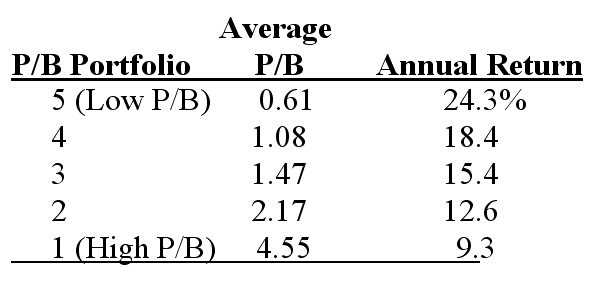 Average
P/B Portfolio P/B Annual Return
5 (Low P/B) 0.61 24.3%
4 1.08 18.4
3 1.47 15.4
2 2.17 12.6
1 (High P/B) 4.55 9.3